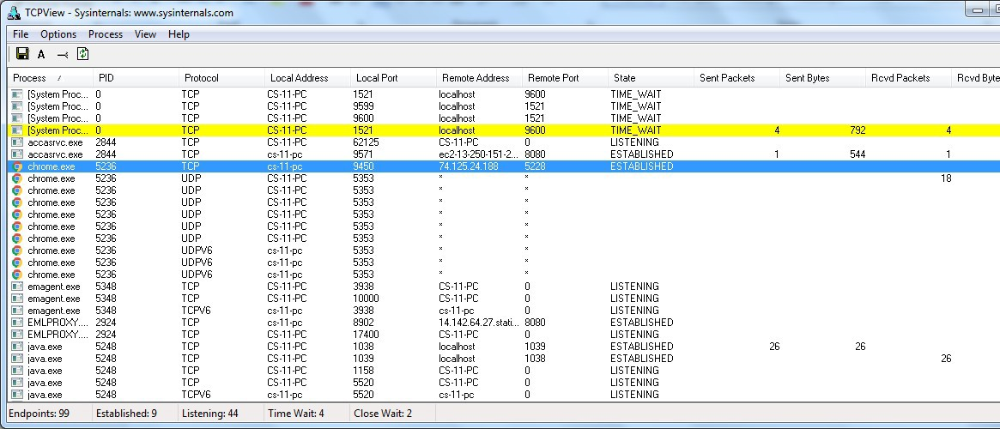 TCPView - Sysinternals: www.sysinternals.com
File Options Process View Help
A
Process / PID Protocol Local Address Local Port Remote Address Remote Port State Sent Packets Sent Bytes Rcvd Packets Rcvd Byte
[System Proc... 0 TCP CS-11-PC 1521 localhost 9600 TIME_WAIT
[System Proc... 0 TCP CS-11-PC 9599 localhost 1521 TIME_WAIT
[System Proc... 0 TCP CS-11-PC 9600 localhost 1521 TIME_WAIT
[System Proc... 0 TCP CS-11-PC 1521 localhost 9600 TIME_WAIT 4 792 4
accasrvc.exe 2844 TCP CS-11-PC 62125 CS-11-PC 0 LISTENING
accasrvc.exe 2844 TCP cs-11-pc 9571 ec2-13-250-151-2... 8080 ESTABLISHED 1 544 1
chrome.exe 5236 TCP cs-11-pc 9450 74.125.24.188 5228 ESTABLISHED
chrome.exe 5236 UDP CS-11-PC 5353 * * 18
chrome.exe 5236 UDP CS-11-PC 5353 * *
chrome.exe 5236 UDP CS-11-PC 5353 * *
chrome.exe 5236 UDP CS-11-PC 5353 * *
chrome.exe 5236 UDP CS-11-PC 5353 * *
chrome.exe 5236 UDP CS-11-PC 5353 * *
chrome.exe 5236 UDPV6 cs-11-pc 5353 * *
chrome.exe 5236 UDPV6 cs-11-pc 5353 * *
chrome.exe 5236 UDPV6 cs-11-pc 5353 * *
emagent.exe 5348 TCP CS-11-PC 3938 CS-11-PC 0 LISTENING
emagent.exe 5348 TCP CS-11-PC 10000 CS-11-PC 0 LISTENING
emagent.exe 5348 TCPV6 cs-11-pc 3938 cs-11-pc 0 LISTENING
EMLPROXY.... 2924 TCP cs-11-pc 8902 14.142.64.27.stati... 8080 ESTABLISHED
EMLPROXY.... 2924 TCP CS-11-PC 17400 CS-11-PC 0 LISTENING
java.exe 5248 TCP CS-11-PC 1038 localhost 1039 ESTABLISHED 26 26
java.exe 5248 TCP CS-11-PC 1039 localhost 1038 ESTABLISHED 26
java.exe 5248 TCP CS-11-PC 1158 CS-11-PC 0 LISTENING
java.exe 5248 TCP CS-11-PC 5520 CS-11-PC 0 LISTENING
java.exe 5248 TCPV6 cs-11-pc 5520 cs-11-pc 0 LISTENING
Endpoints: 99 Established: 9 Listening: 44 Time Wait: 4 Close Wait: 2